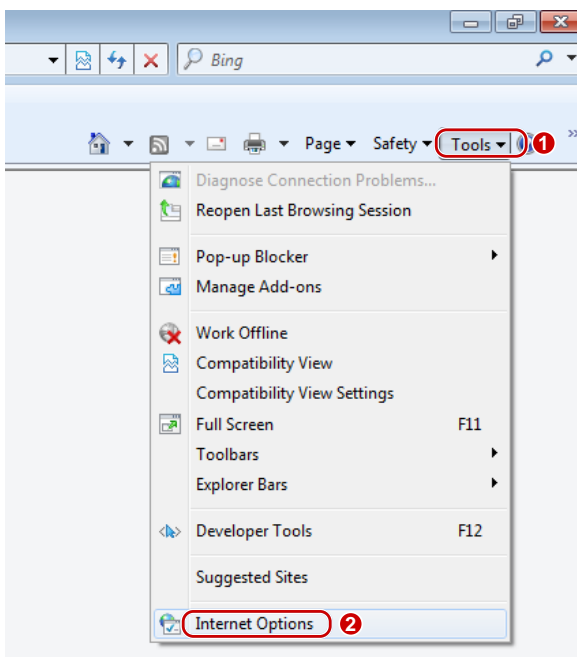 Bing
Page Safety Tools 1 »
Diagnose Connection Problems...
Reopen Last Browsing Session
Pop-up Blocker
Manage Add-ons
Work Offline
Compatibility View
Compatibility View Settings
Full Screen F11
Toolbars
Explorer Bars
Developer Tools F12
Suggested Sites
Internet Options 2